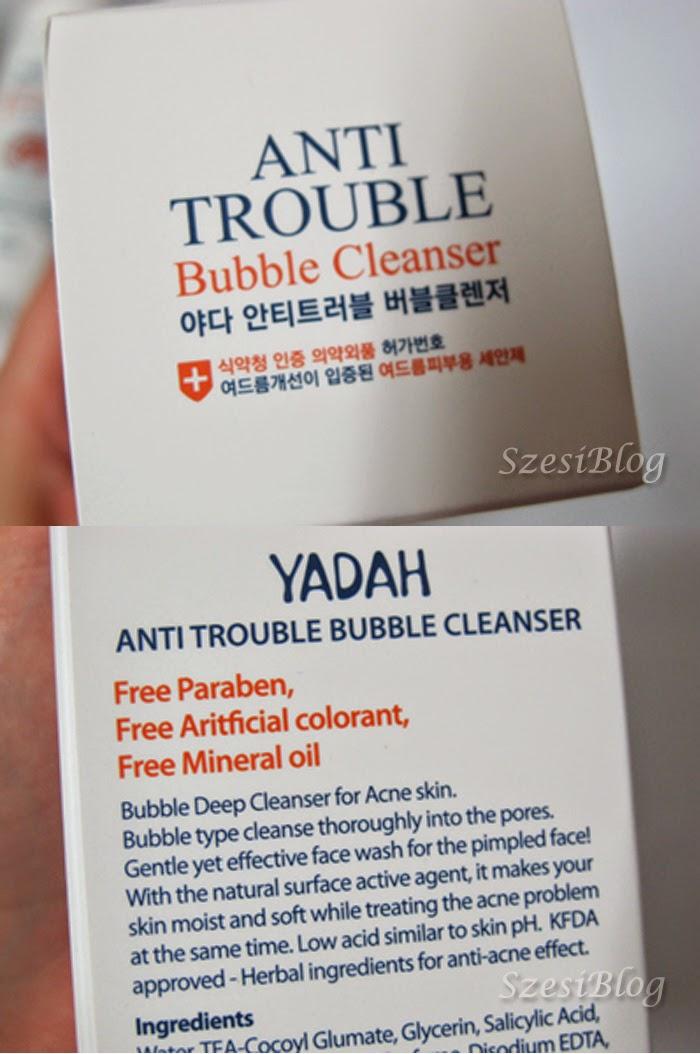 ANTI
TROUBLE
Bubble Cleanser
야다 안티트러블 버블클렌저
식약청 인증 의약외품 허가번호
여드름개선이 입증된 여드름피부용 세안제
SzesiBlog
YADAH
ANTI TROUBLE BUBBLE CLEANSER
Free Paraben,
Free Aritficial colorant,
Free Mineral oil
Bubble Deep Cleanser for Acne skin.
Bubble type cleanse thoroughly into the pores.
Gentle yet effective face wash for the pimpled face!
With the natural surface active agent, it makes your
skin moist and soft while treating the acne problem
at the same time. Low acid similar to skin pH. KFDA
approved - Herbal ingredients for anti-acne effect.
SzesiBlog
Ingredients
Water, TEA-Cocoyl Glumate, Glycerin, Salicylic Acid,
Disodium EDTA,